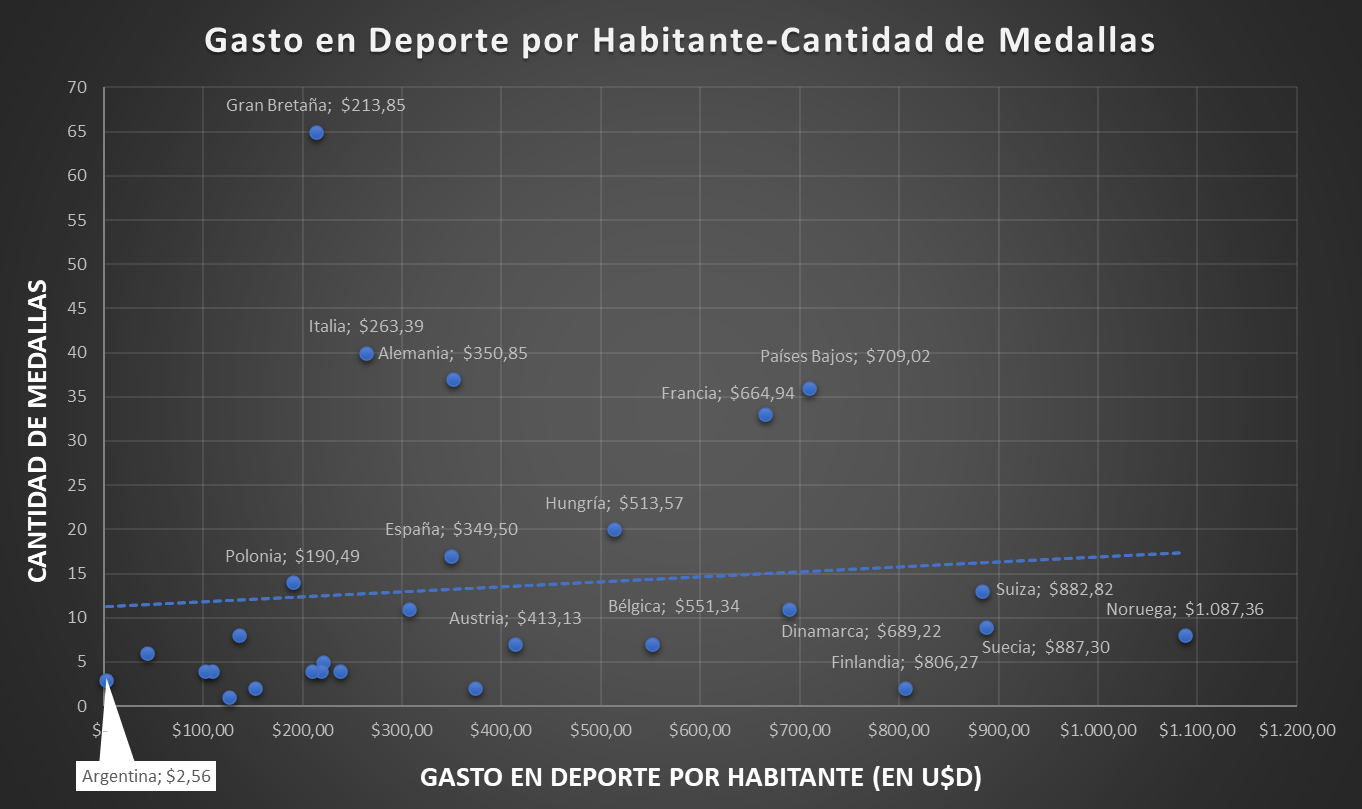 Gasto en Deporte por Habitante-Cantidad de Medallas
CANTIDAD DE MEDALLAS
70
65
60
55
50
45
40
35
30
25
20
15
10
5
0
Gran Bretaña; $213,85
Italia; $263,39
Alemania; $350,85
Países Bajos; $709,02
Francia; $664,94
Hungría; $513,57
España; $349,50
Polonia; $190,49
Suiza; $882,82
Bélgica; $551,34
Noruega; $1.087,36
Austria; $413,13
Dinamarca; $689,22
Suecia; $887,30
Finlandia; $806,27
$-
$100,00
$200,00
$300,00
$400,00
$500,00
$600,00
$700,00
$800,00
$900,00
$1.000,00
$1.100,00
$1.200,00
Argentina; $2,56
GASTO EN DEPORTE POR HABITANTE (EN U$D)